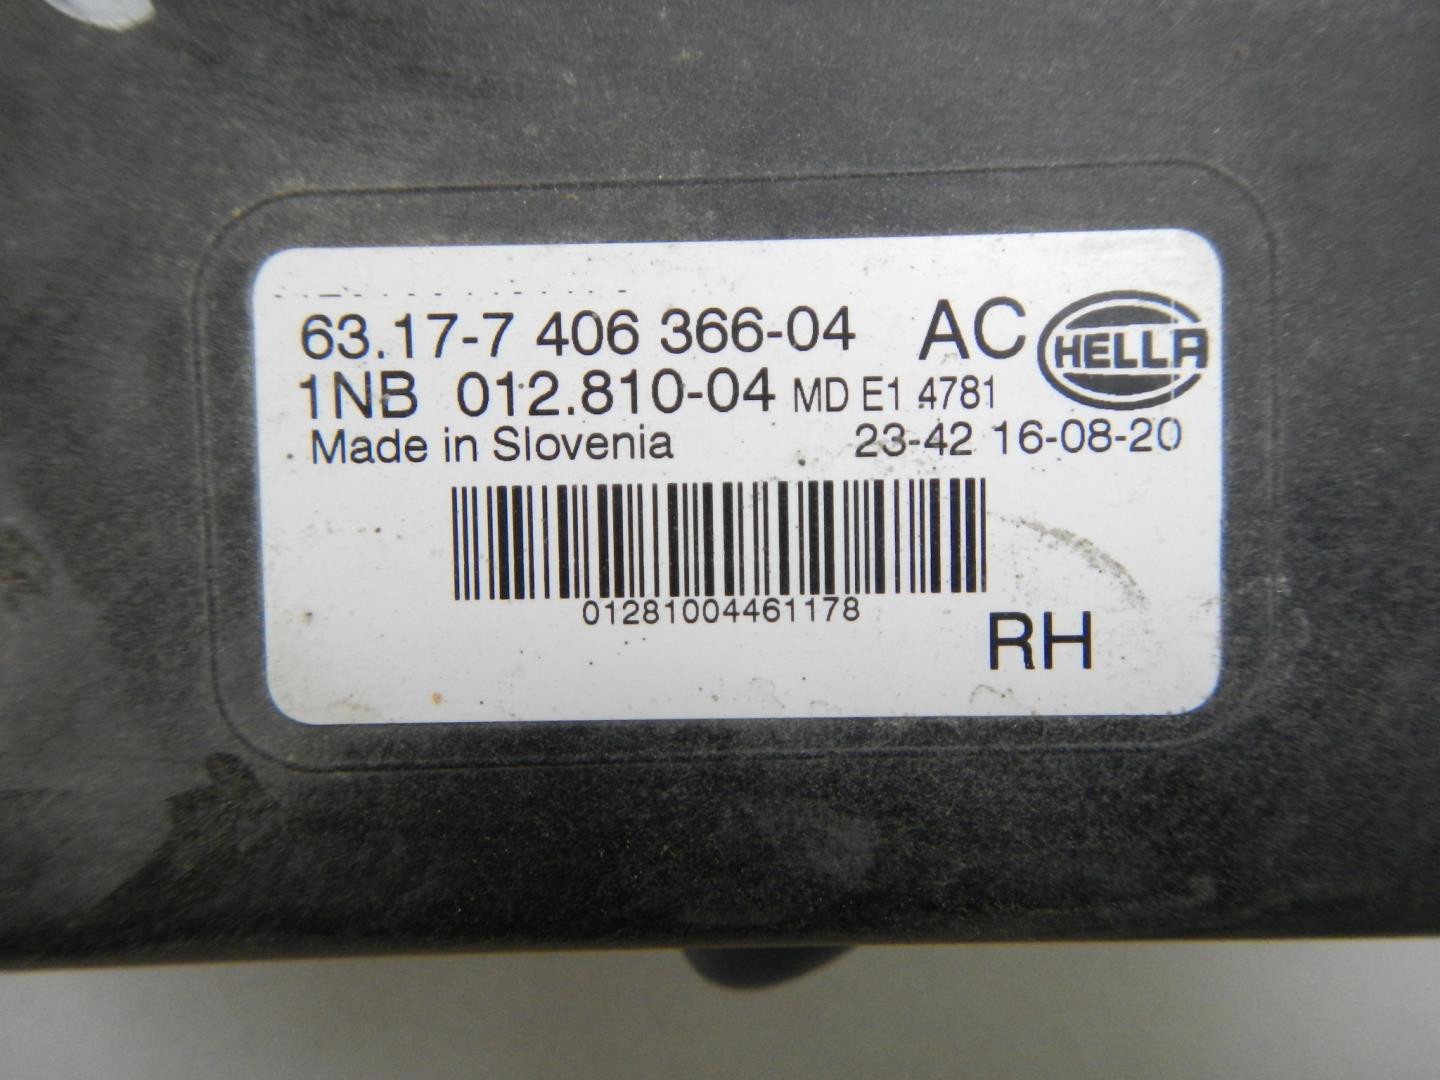 63.17-7 406 366-04 AC HELLA
1NB 012.810-04 MD E1 4781
Made in Slovenia 23-42 16-08-20
01281004461178
RH